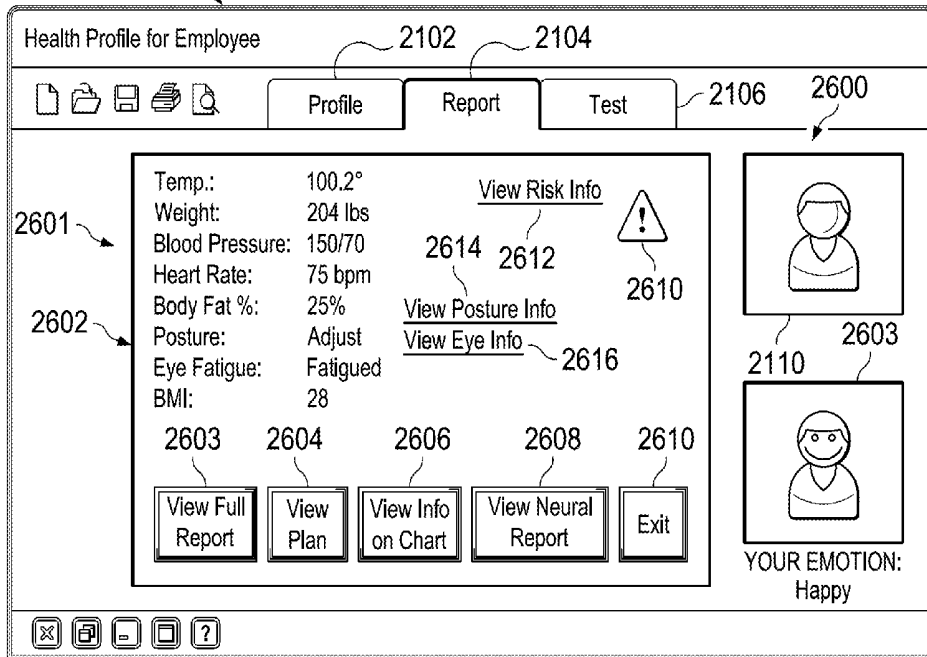 Health Profile for Employee
2102
2104
Profile
Report
Test
2106
2600
Temp.: 100.2°
View Risk Info
Weight: 204 lbs
!
2601
Blood Pressure: 150/70
2614
2612
Heart Rate: 75 bpm
2610
Body Fat %: 25%
View Posture Info
2602
Posture: Adjust
View Eye Info
2616
2110
2603
Eye Fatigue: Fatigued
BMI: 28
2603
2604
2606
2608
2610
View Full
Report
View
Plan
View Info
on Chart
View Neural
Report
Exit
YOUR EMOTION:
Happy
?